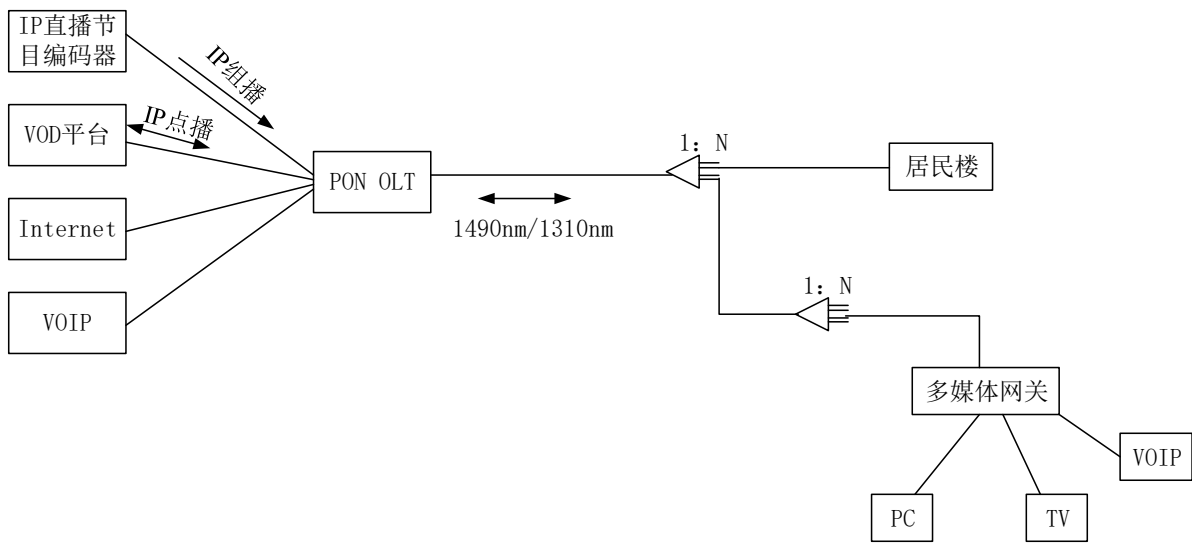 IP直播节
目编码器
IP组播
VOD平台
IP点播
Internet
VOIP
PON OLT
1490nm/1310nm
1：N
居民楼
1：N
多媒体网关
VOIP
PC
TV